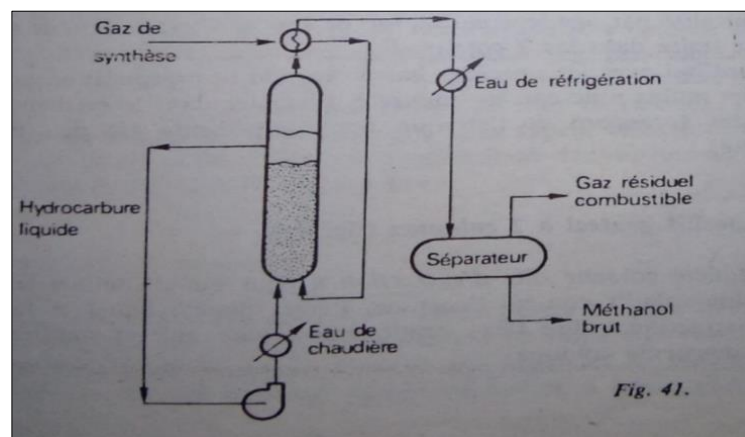 Gaz de
synthèse
Eau de réfrigération
Hydrocarbure
liquide
Gaz résiduel
combustible
Séparateur
Eau de
chaudière
Méthanol
brut
Fig. 41.